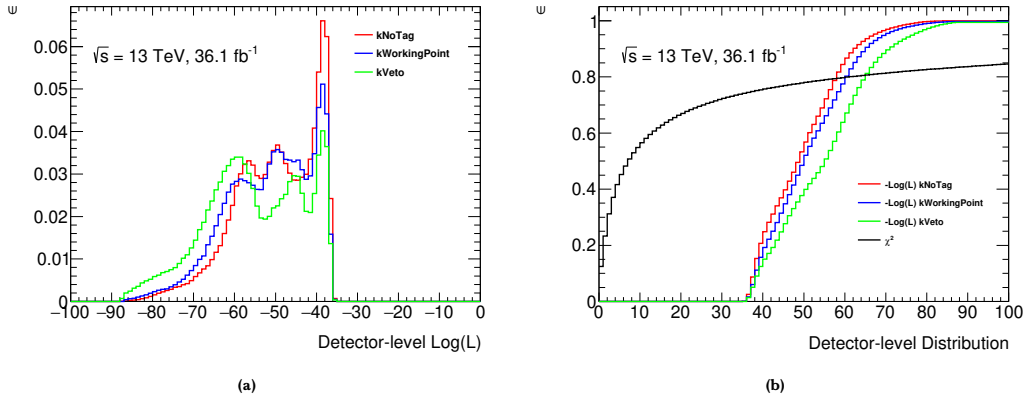 ε
√s = 13 TeV, 36.1 fb⁻¹
kNoTag
kWorkingPoint
kVeto
0.06
0.05
0.04
0.03
0.02
0.01
0
−100 −90 −80 −70 −60 −50 −40 −30 −20 −10 0
Detector-level Log(L)
(a)
ε
√s = 13 TeV, 36.1 fb⁻¹
1
0.8
0.6
0.4
0.2
0
-Log(L) kNoTag
-Log(L) kWorkingPoint
-Log(L) kVeto
χ²
0 10 20 30 40 50 60 70 80 90 100
Detector-level Distribution
(b)